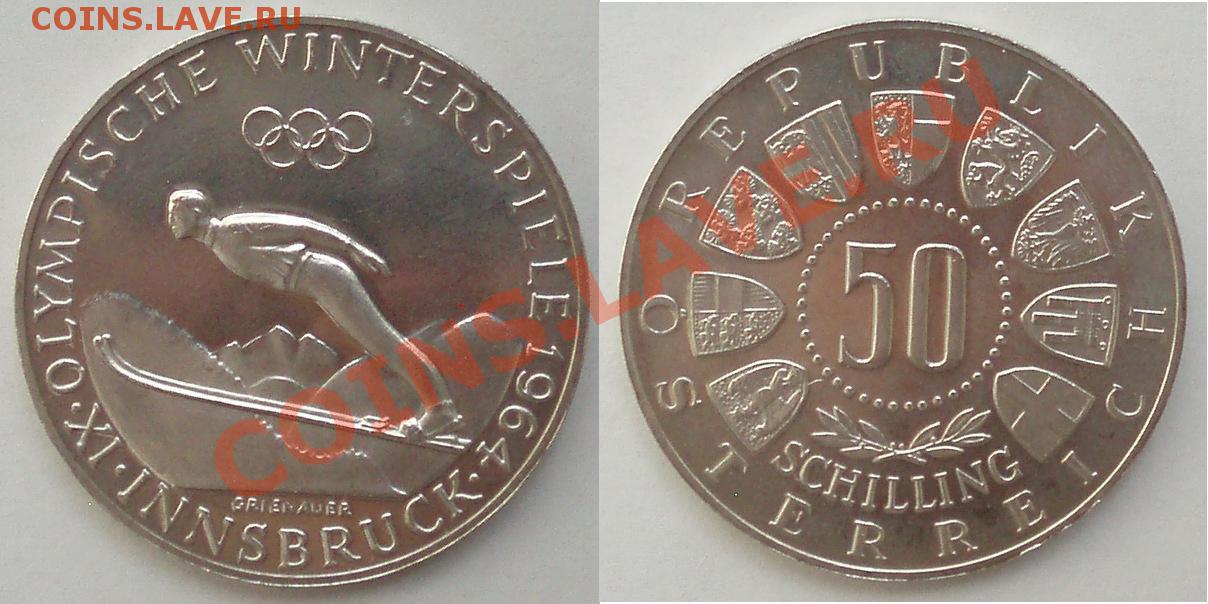 COINS.LAVE.RU
IX·OLYMPISCHE WINTERSPIELE 1964·
INNSBRUCK·
GRIENAUER
REPUBLIK
ÖSTERREICH
50
SCHILLING
COINS.LAVE.RU